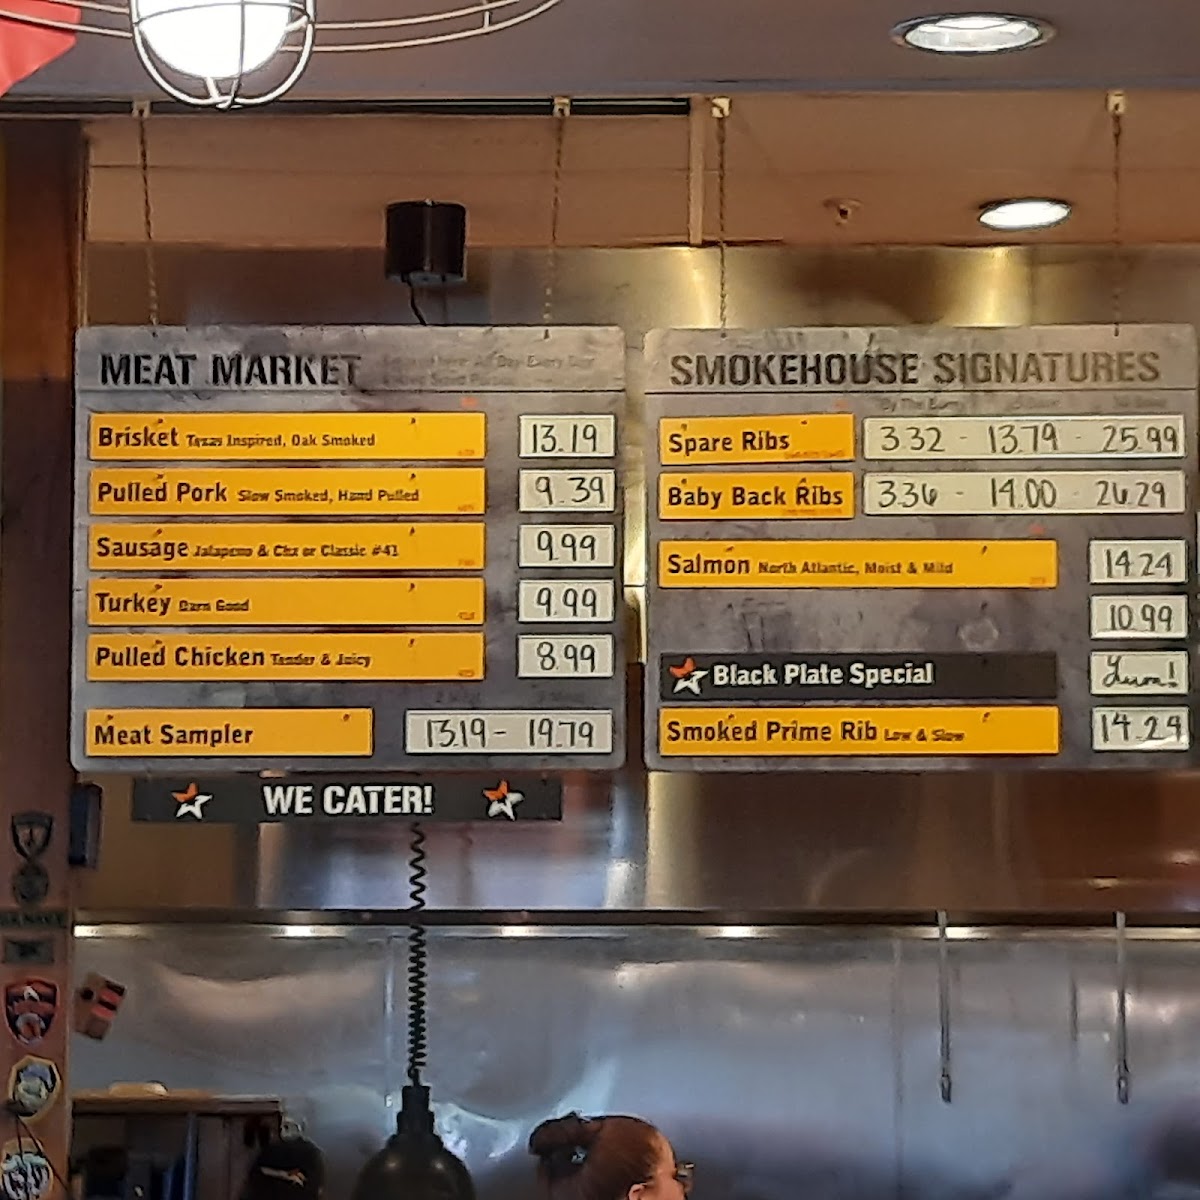 MEAT MARKET
Brisket Texas Inspired, Oak Smoked 13.19
Pulled Pork Slow Smoked, Hand Pulled 9.39
Sausage Jalapeno & Chz or Classic #41 9.99
Turkey Darn Good 9.99
Pulled Chicken Tender & Juicy 8.99
Meat Sampler 13.19 - 19.79
WE CATER!
SMOKEHOUSE SIGNATURES
By The Bone
Spare Ribs 3.32 - 13.79 - 25.99
Baby Back Ribs 3.36 - 14.00 - 26.29
Salmon North Atlantic, Moist & Mild 14.24
10.99
Black Plate Special Yum!
Smoked Prime Rib Low & Slow 14.29